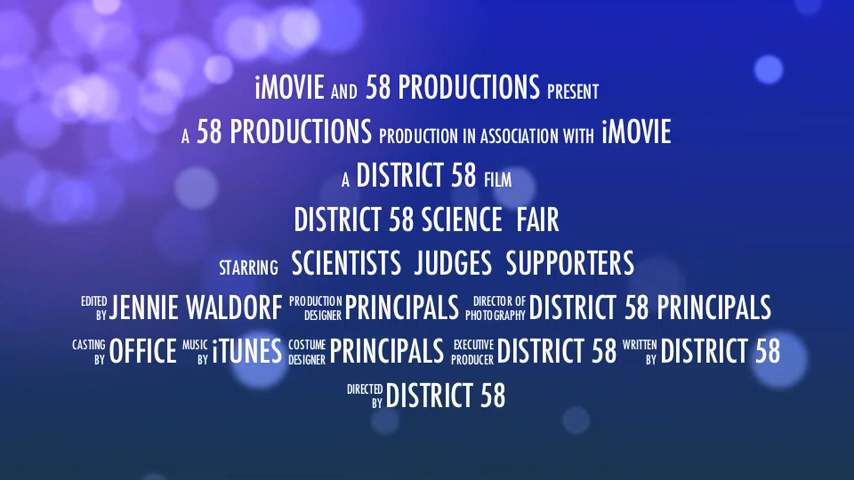 iMOVIE AND 58 PRODUCTIONS PRESENT
A 58 PRODUCTIONS PRODUCTION IN ASSOCIATION WITH iMOVIE
A DISTRICT 58 FILM
DISTRICT 58 SCIENCE FAIR
STARRING SCIENTISTS JUDGES SUPPORTERS
EDITED BY JENNIE WALDORF PRODUCTION DESIGNER PRINCIPALS DIRECTOR OF PHOTOGRAPHY DISTRICT 58 PRINCIPALS
CASTING BY OFFICE MUSIC BY iTUNES COSTUME DESIGNER PRINCIPALS EXECUTIVE PRODUCER DISTRICT 58 WRITTEN BY DISTRICT 58
DIRECTED BY DISTRICT 58